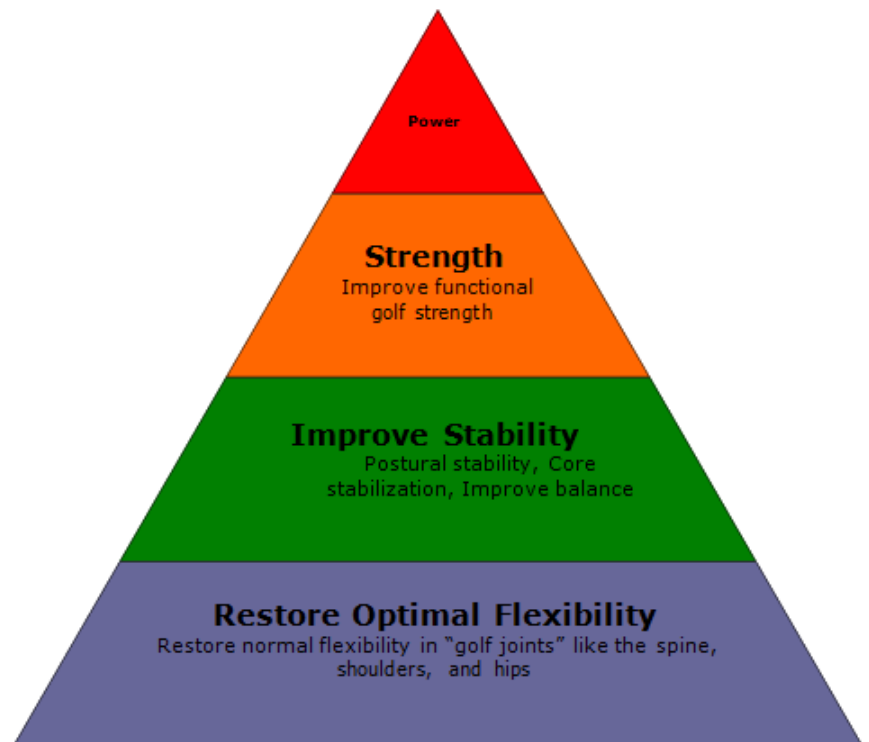 Power
Strength
Improve functional
golf strength
Improve Stability
Postural stability, Core
stabilization, Improve balance
Restore Optimal Flexibility
Restore normal flexibility in “golf joints” like the spine,
shoulders, and hips